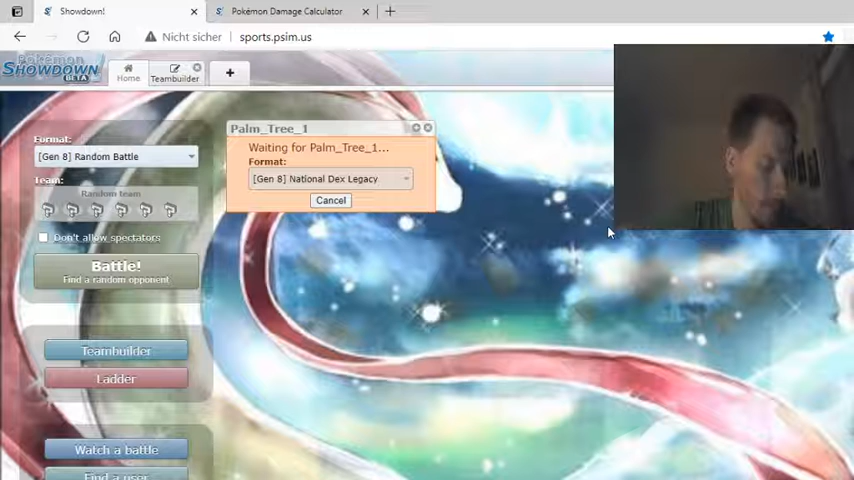 Showdown!
Pokémon Damage Calculator
Nicht sicher
sports.psim.us
Pokémon
SHOWDOWN
BETA
Home
Teambuilder
Format:
[Gen 8] Random Battle
Team:
Random team
Don't allow spectators
Battle!
Find a random opponent
Teambuilder
Ladder
Watch a battle
Find a user
Palm_Tree_1
Waiting for Palm_Tree_1...
Format:
[Gen 8] National Dex Legacy
Cancel